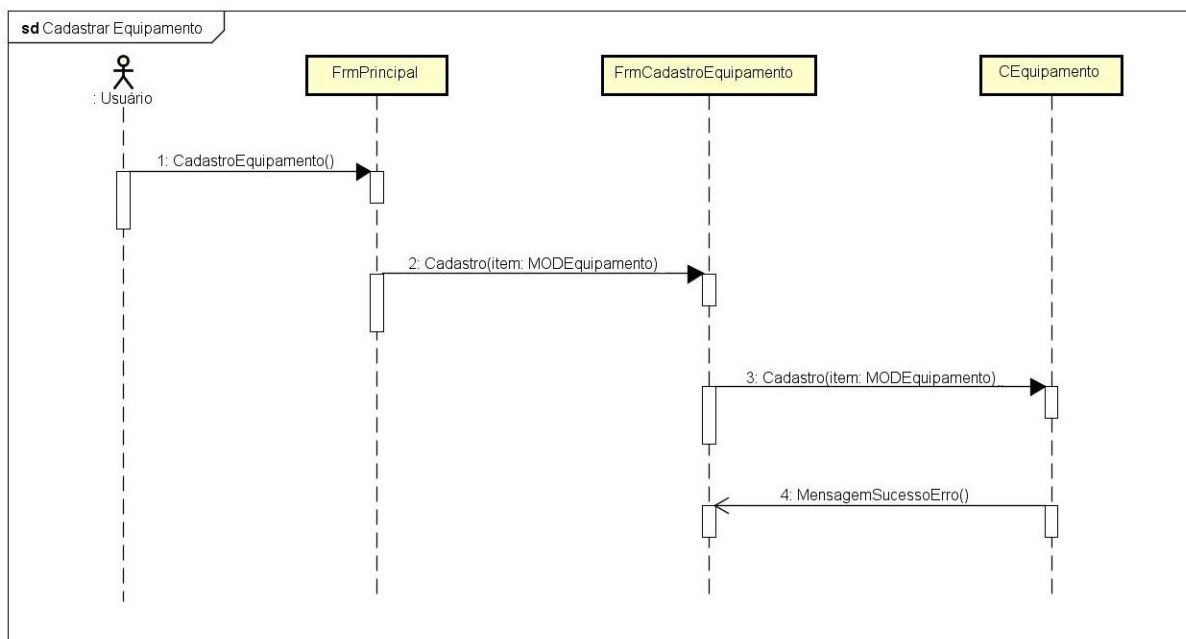 sd Cadastrar Equipamento
: Usuário
FrmPrincipal
FrmCadastroEquipamento
CEquipamento
1: CadastroEquipamento()
2: Cadastro(item: MODEquipamento)
3: Cadastro(item: MODEquipamento)
4: MensagemSucessoErro()